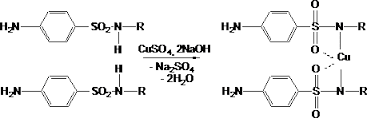 H₂N SO₂–N–R
H
CuSO₄, 2NaOH
- Na₂SO₄
- 2H₂O
H
H₂N SO₂–N–R
O
H₂N S N–R
O
Cu
O
H₂N S N–R
O